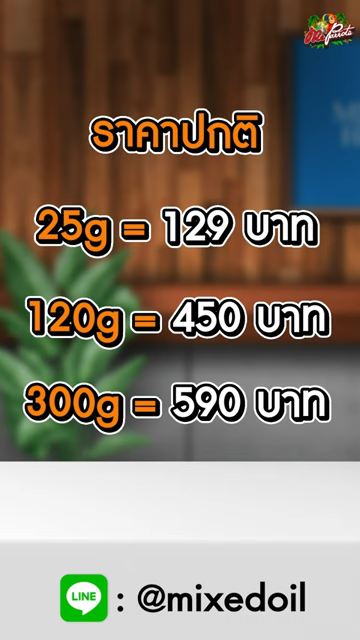 ราคาปกติ
25g = 129 บาท
120g = 450 บาท
300g = 590 บาท
LINE : @mixedoil